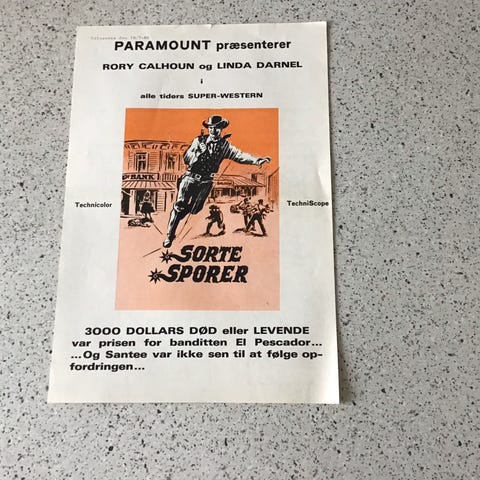 PARAMOUNT præsenterer
RORY CALHOUN og LINDA DARNEL
i
alle tiders SUPER-WESTERN
BANK
Technicolor
TechniScope
SORTE
SPORER
3000 DOLLARS DØD eller LEVENDE
var prisen for banditten El Pescador...
...Og Santee var ikke sen til at følge op-
fordringen...